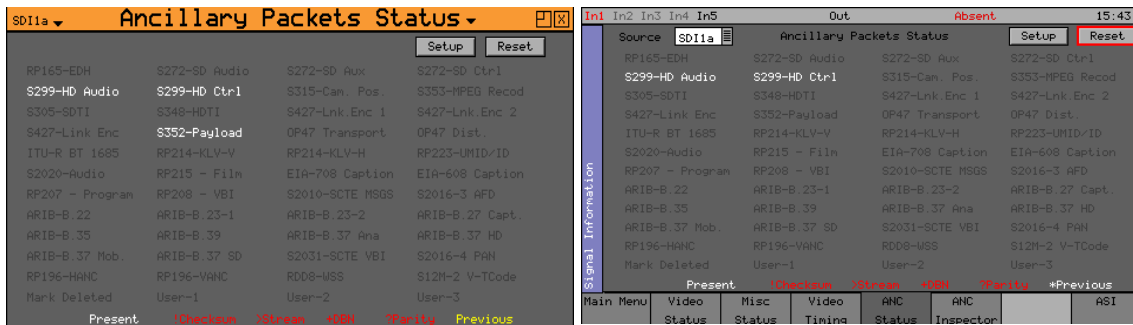 SDI1a Ancillary Packets Status
Setup Reset
RP165-EDH S272-SD Audio S272-SD Aux S272-SD Ctrl
S299-HD Audio S299-HD Ctrl S315-Cam. Pos. S353-MPEG Recod
S305-SDTI S348-HDTI S427-Lnk.Enc 1 S427-Lnk.Enc 2
S427-Link Enc S352-Payload OP47 Transport OP47 Dist.
ITU-R BT 1685 RP214-KLV-V RP214-KLV-H RP223-UMID/ID
S2020-Audio RP215 - Film EIA-708 Caption EIA-608 Caption
RP207 - Program RP208 - VBI S2010-SCTE MSGS S2016-3 AFD
ARIB-B.22 ARIB-B.23-1 ARIB-B.23-2 ARIB-B.27 Capt.
ARIB-B.35 ARIB-B.39 ARIB-B.37 Ana ARIB-B.37 HD
ARIB-B.37 Mob. ARIB-B.37 SD S2031-SCTE VBI S2016-4 PAN
RP196-HANC RP196-VANC RDD8-WSS S12M-2 V-TCode
Mark Deleted User-1 User-2 User-3
Present !Checksum >Stream +DBN ?Parity Previous
In1 In2 In3 In4 In5 Out Absent 15:43
Source SDI1a Ancillary Packets Status Setup Reset
RP165-EDH S272-SD Audio S272-SD Aux S272-SD Ctrl
S299-HD Audio S299-HD Ctrl S315-Cam. Pos. S353-MPEG Recod
S305-SDTI S348-HDTI S427-Lnk.Enc 1 S427-Lnk.Enc 2
S427-Link Enc S352-Payload OP47 Transport OP47 Dist.
ITU-R BT 1685 RP214-KLV-V RP214-KLV-H RP223-UMID/ID
S2020-Audio RP215 - Film EIA-708 Caption EIA-608 Caption
RP207 - Program RP208 - VBI S2010-SCTE MSGS S2016-3 AFD
ARIB-B.22 ARIB-B.23-1 ARIB-B.23-2 ARIB-B.27 Capt.
ARIB-B.35 ARIB-B.39 ARIB-B.37 Ana ARIB-B.37 HD
ARIB-B.37 Mob. ARIB-B.37 SD S2031-SCTE VBI S2016-4 PAN
RP196-HANC RP196-VANC RDD8-WSS S12M-2 V-TCode
Mark Deleted User-1 User-2 User-3
Present !Checksum >Stream +DBN ?Parity *Previous
Signal Information
Main Menu Video Status Misc Status Video Timing ANC Status ANC Inspector ASI